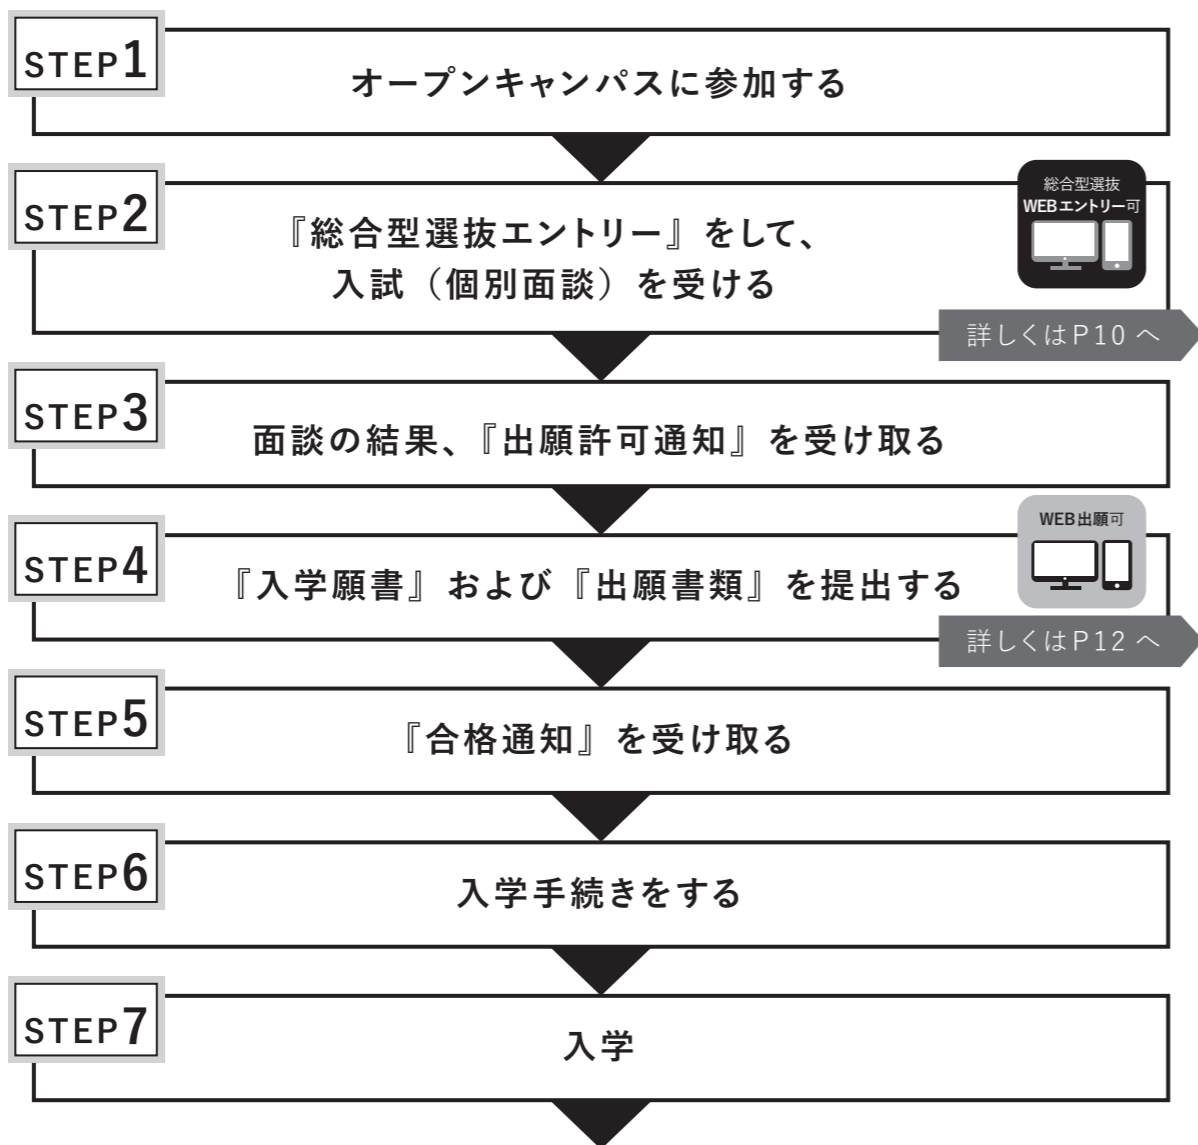 STEP1
オープンキャンパスに参加する
STEP2
『総合型選抜エントリー』をして、
入試（個別面談）を受ける
総合型選抜
WEBエントリー可
詳しくはP10 へ
STEP3
面談の結果、『出願許可通知』を受け取る
STEP4
『入学願書』および『出願書類』を提出する
WEB出願可
詳しくはP12 へ
STEP5
『合格通知』を受け取る
STEP6
入学手続きをする
STEP7
入学